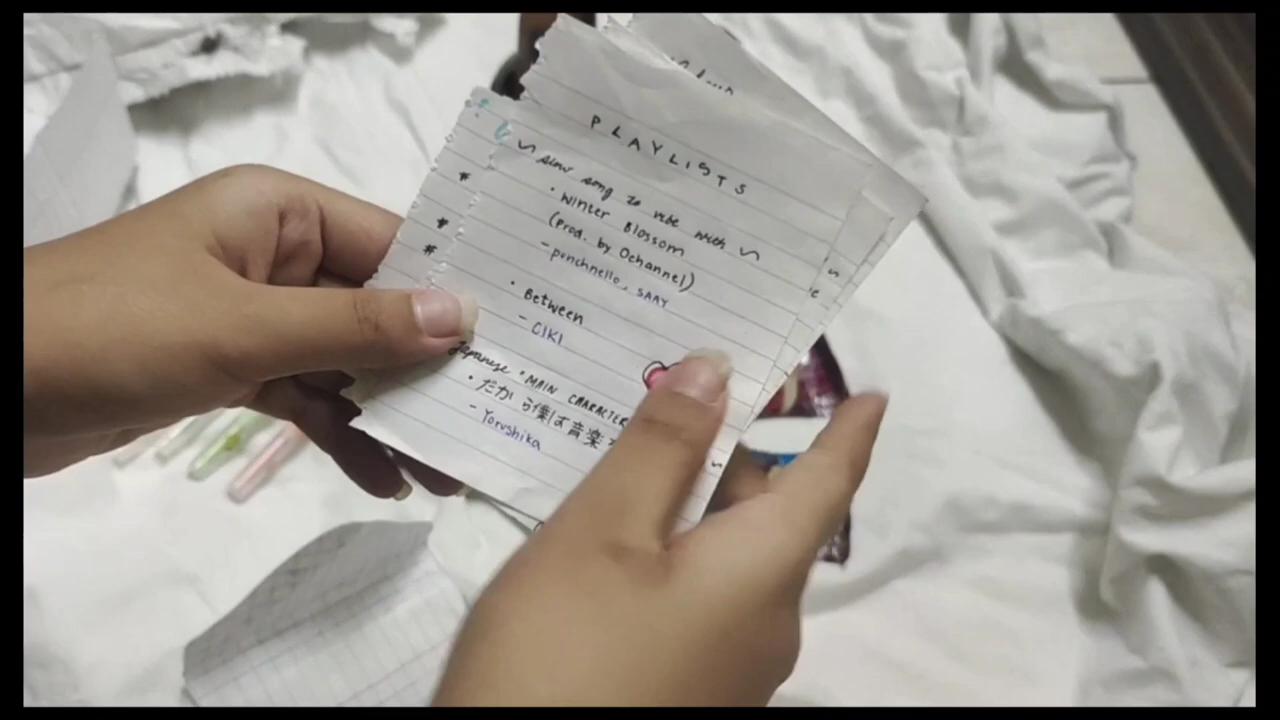 PLAYLISTS
~ slow song to vibe with ~
• Winter Blossom
(Prod. by Ochannel)
- punchnello, SAAY
• Between
- CIKI
Japanese • MAIN CHARACTER
• だから僕は音楽を
- Yorushika